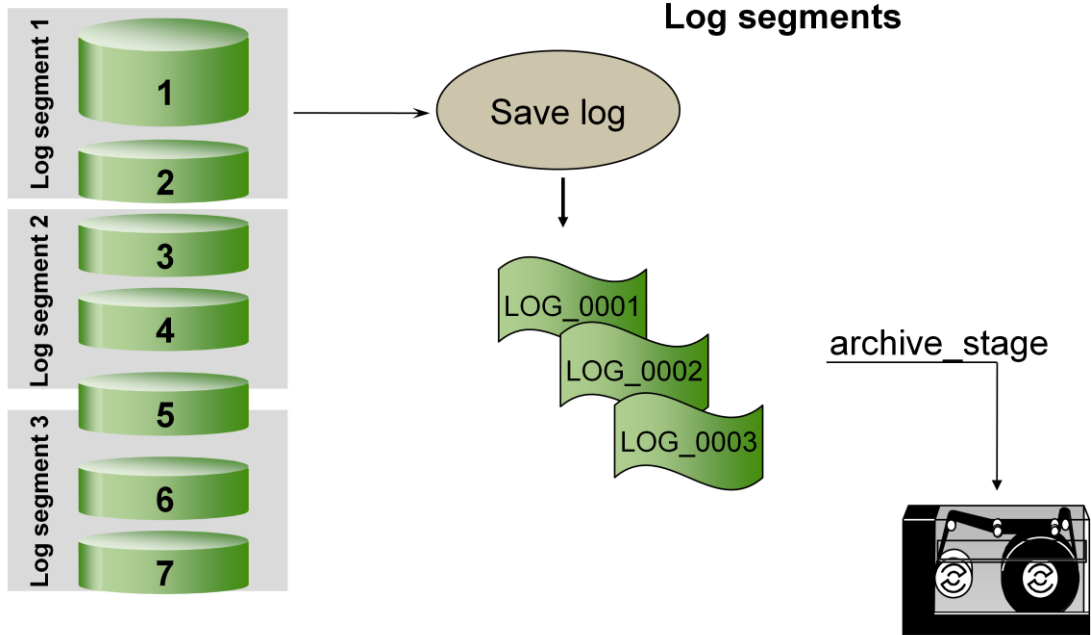 Log segments
Log segment 1
1
2
Save log
Log segment 2
3
4
LOG_0001
LOG_0002
LOG_0003
archive_stage
Log segment 3
5
6
7